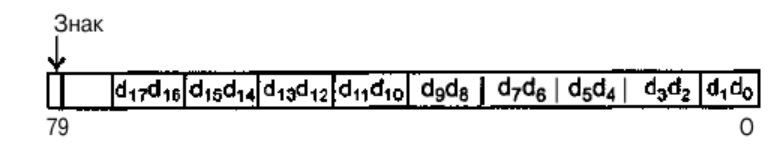 Знак
d₁₇d₁₆ d₁₅d₁₄ d₁₃d₁₂ d₁₁d₁₀ d₉d₈ d₇d₆ d₅d₄ d₃d₂ d₁d₀
79 0